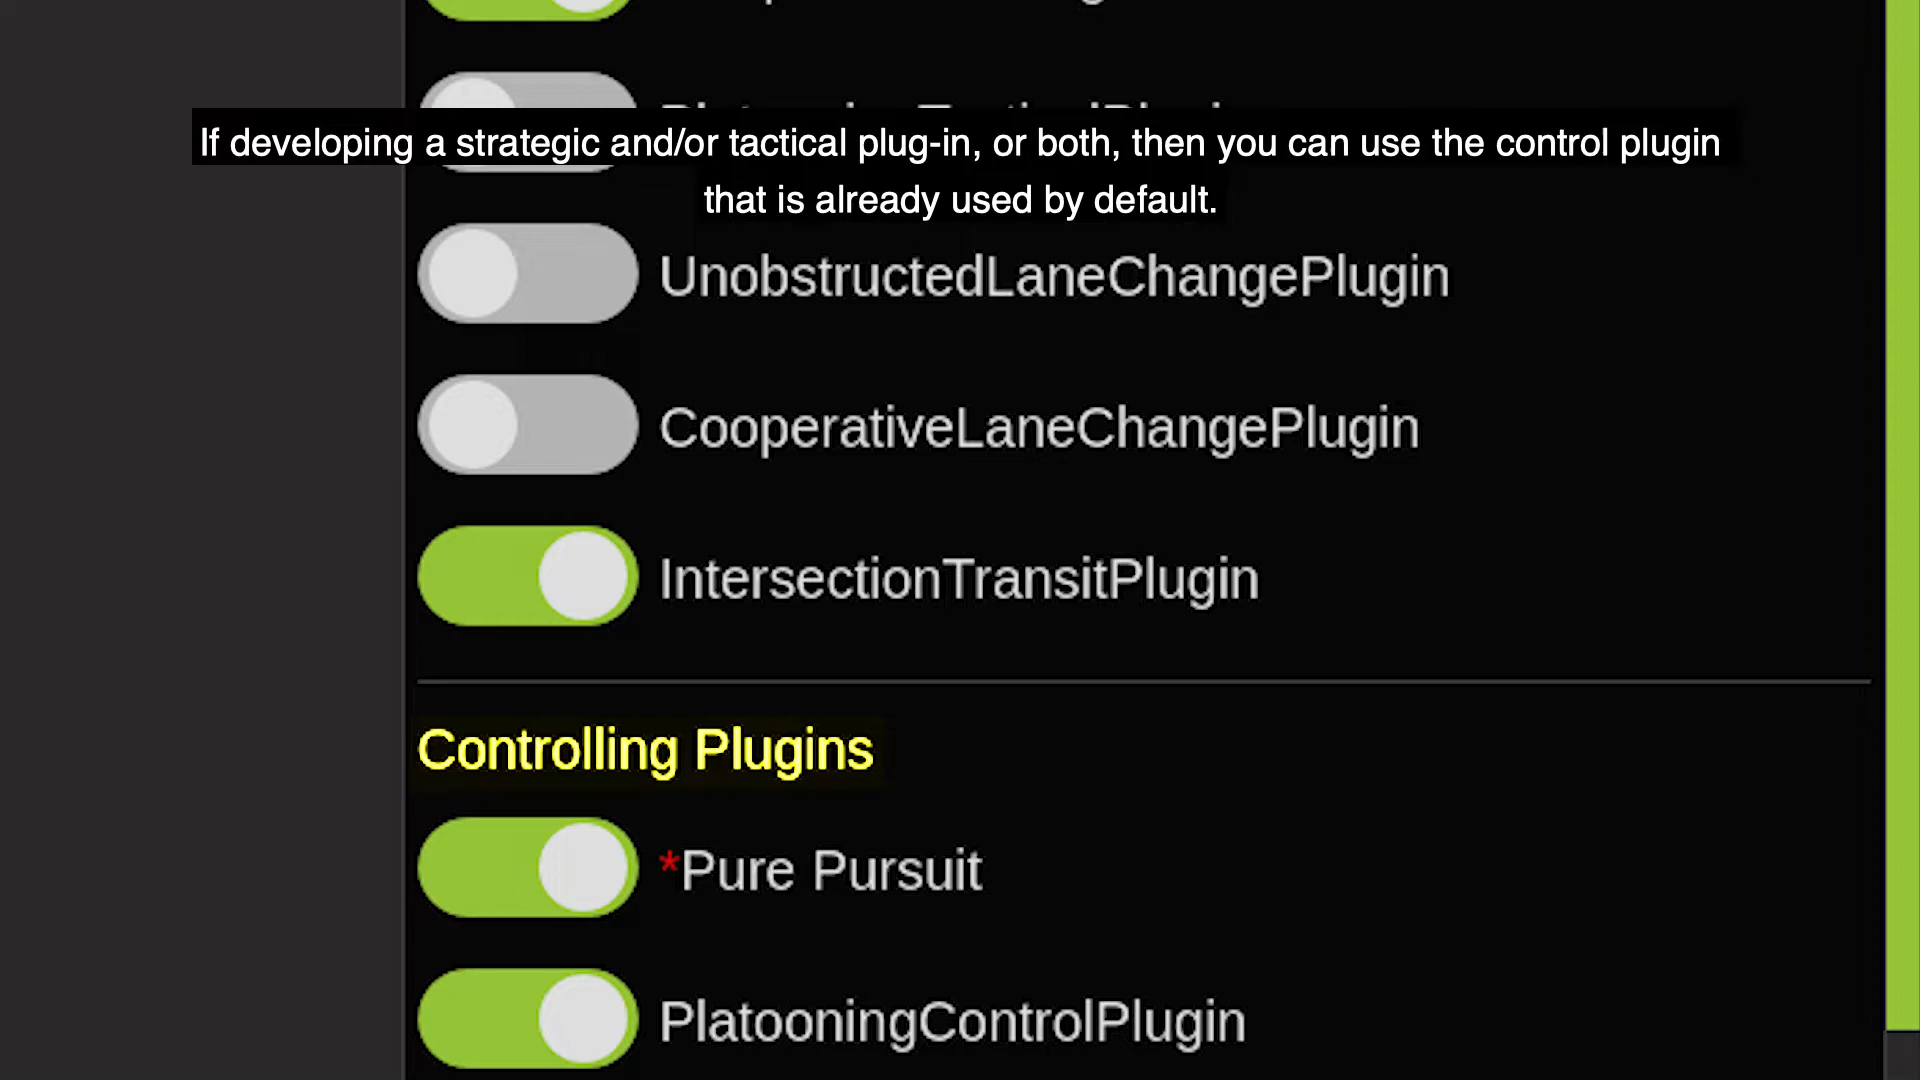 If developing a strategic and/or tactical plug-in, or both, then you can use the control plugin
that is already used by default.
UnobstructedLaneChangePlugin
CooperativeLaneChangePlugin
IntersectionTransitPlugin
Controlling Plugins
*Pure Pursuit
PlatooningControlPlugin